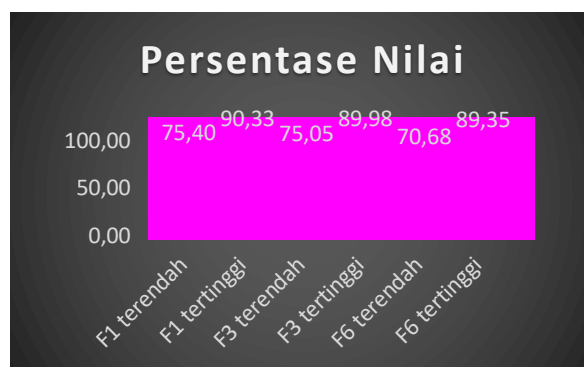 Persentase Nilai
100,00
50,00
0,00
75,40
90,33
75,05
89,98
70,68
89,35
F1 terendah
F1 tertinggi
F3 terendah
F3 tertinggi
F6 terendah
F6 tertinggi